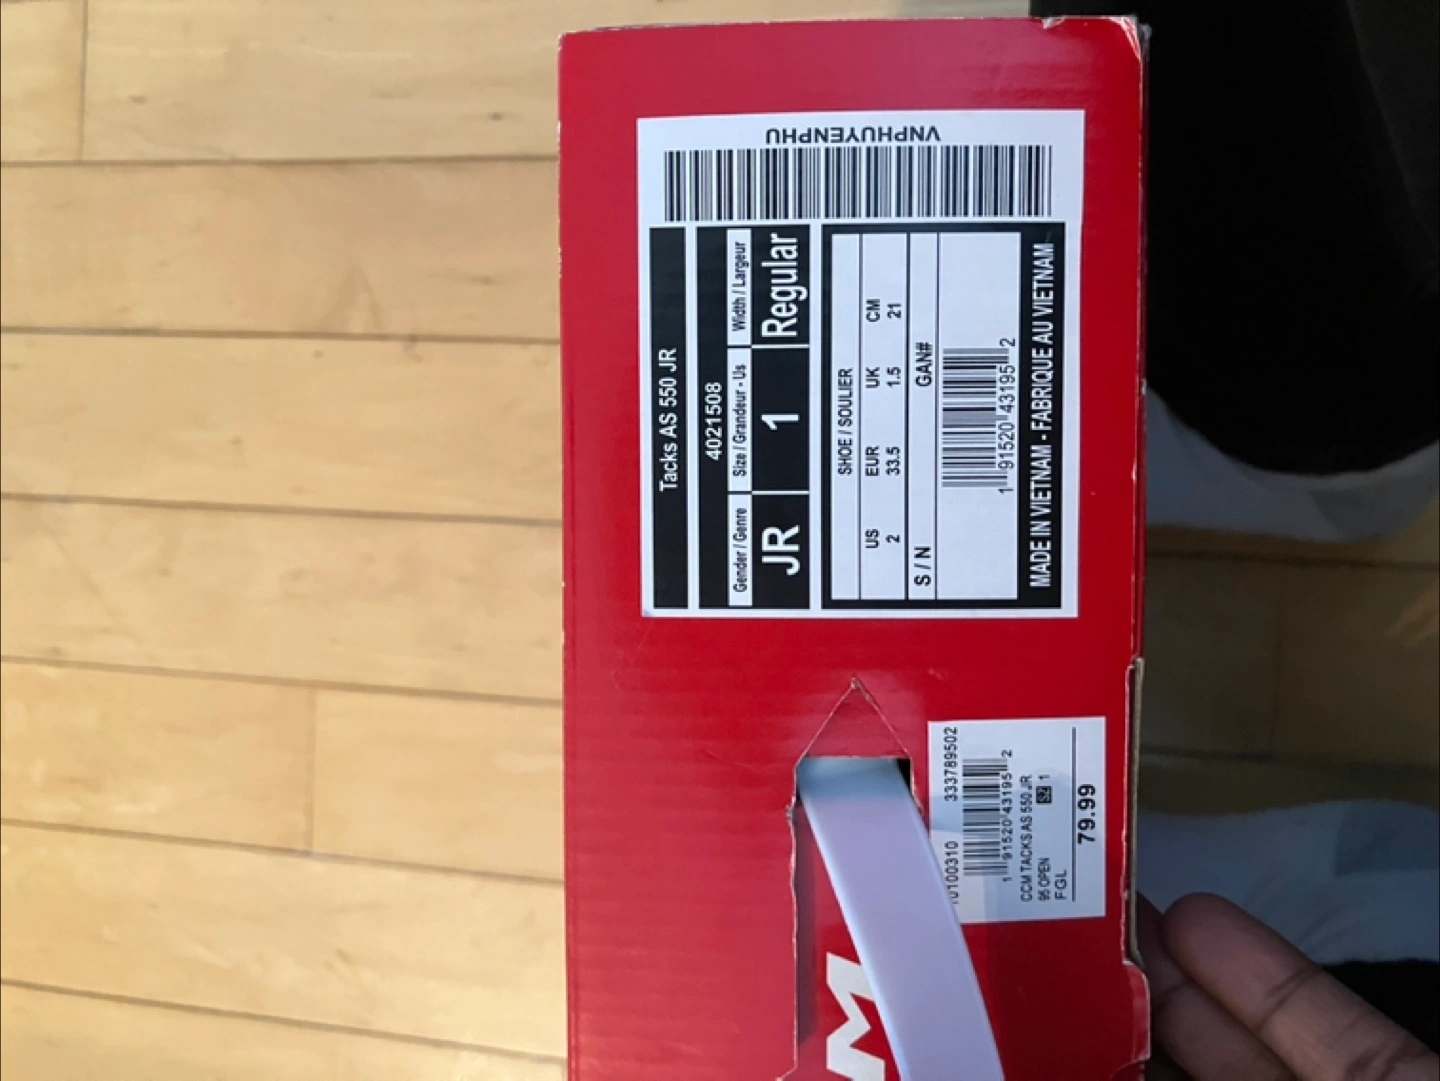 VNPHUYENPHU
Tacks AS 550 JR
4021508
Gender / Genre Size / Grandeur - Us Width / Largeur
JR 1 Regular
SHOE / SOULIER
US EUR UK CM
2 33.5 1.5 21
S / N GAN#
1 91520 43195 2
MADE IN VIETNAM - FABRIQUE AU VIETNAM
333789502
1 91520 43195 2
CCM TACKS AS 550 JR
95 OPEN SZ 1
FGL
79.99
M